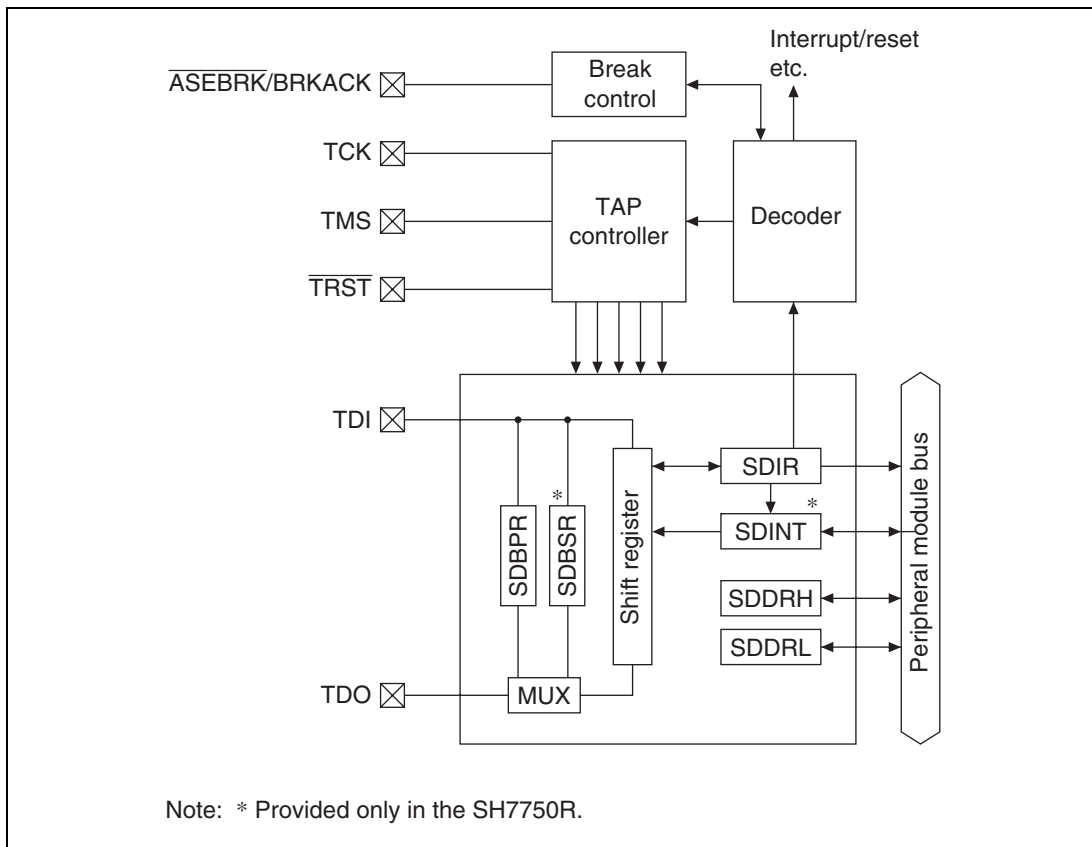 Interrupt/reset
etc.
ASEBRK/BRKACK
Break
control
TCK
TMS
TAP
controller
Decoder
TRST
TDI
SDIR
*
*
SDINT
SDBPR
SDBSR
Shift register
SDDRH
SDDRL
Peripheral module bus
TDO
MUX
Note: * Provided only in the SH7750R.